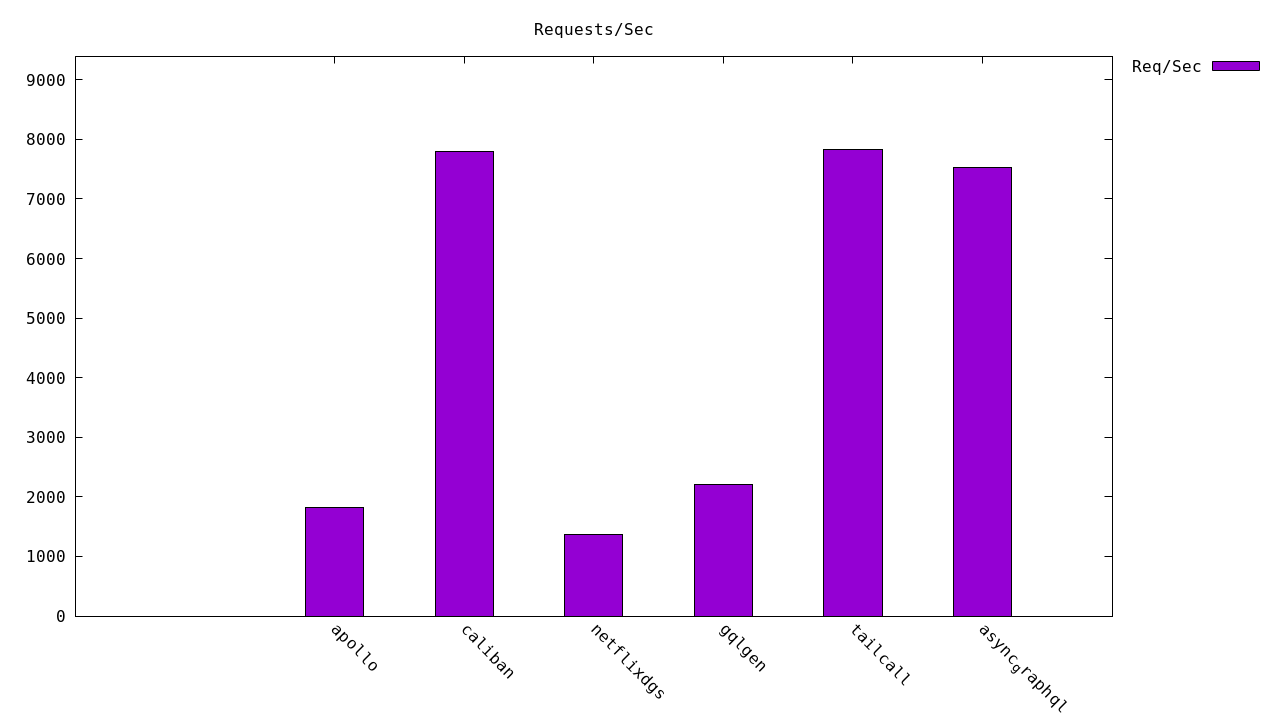 Requests/Sec
Req/Sec
9000
8000
7000
6000
5000
4000
3000
2000
1000
0
apollo
caliban
netflixdgs
gqlgen
tailcall
asyncgraphql